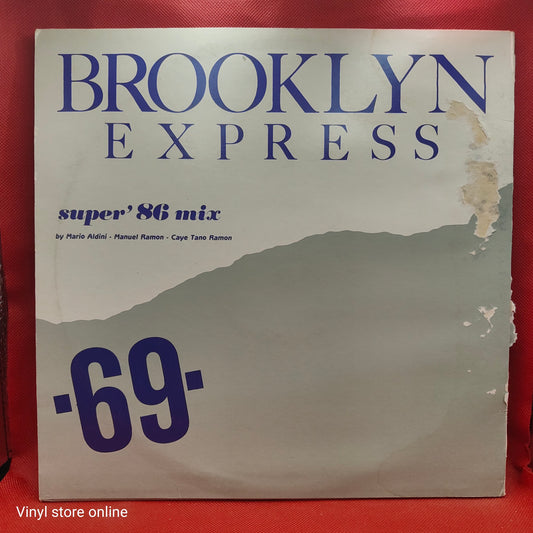 BROOKLYN
EXPRESS
super' 86 mix
by Mario Aldini - Manuel Ramon - Caye Tano Ramon
·69·
Vinyl store online